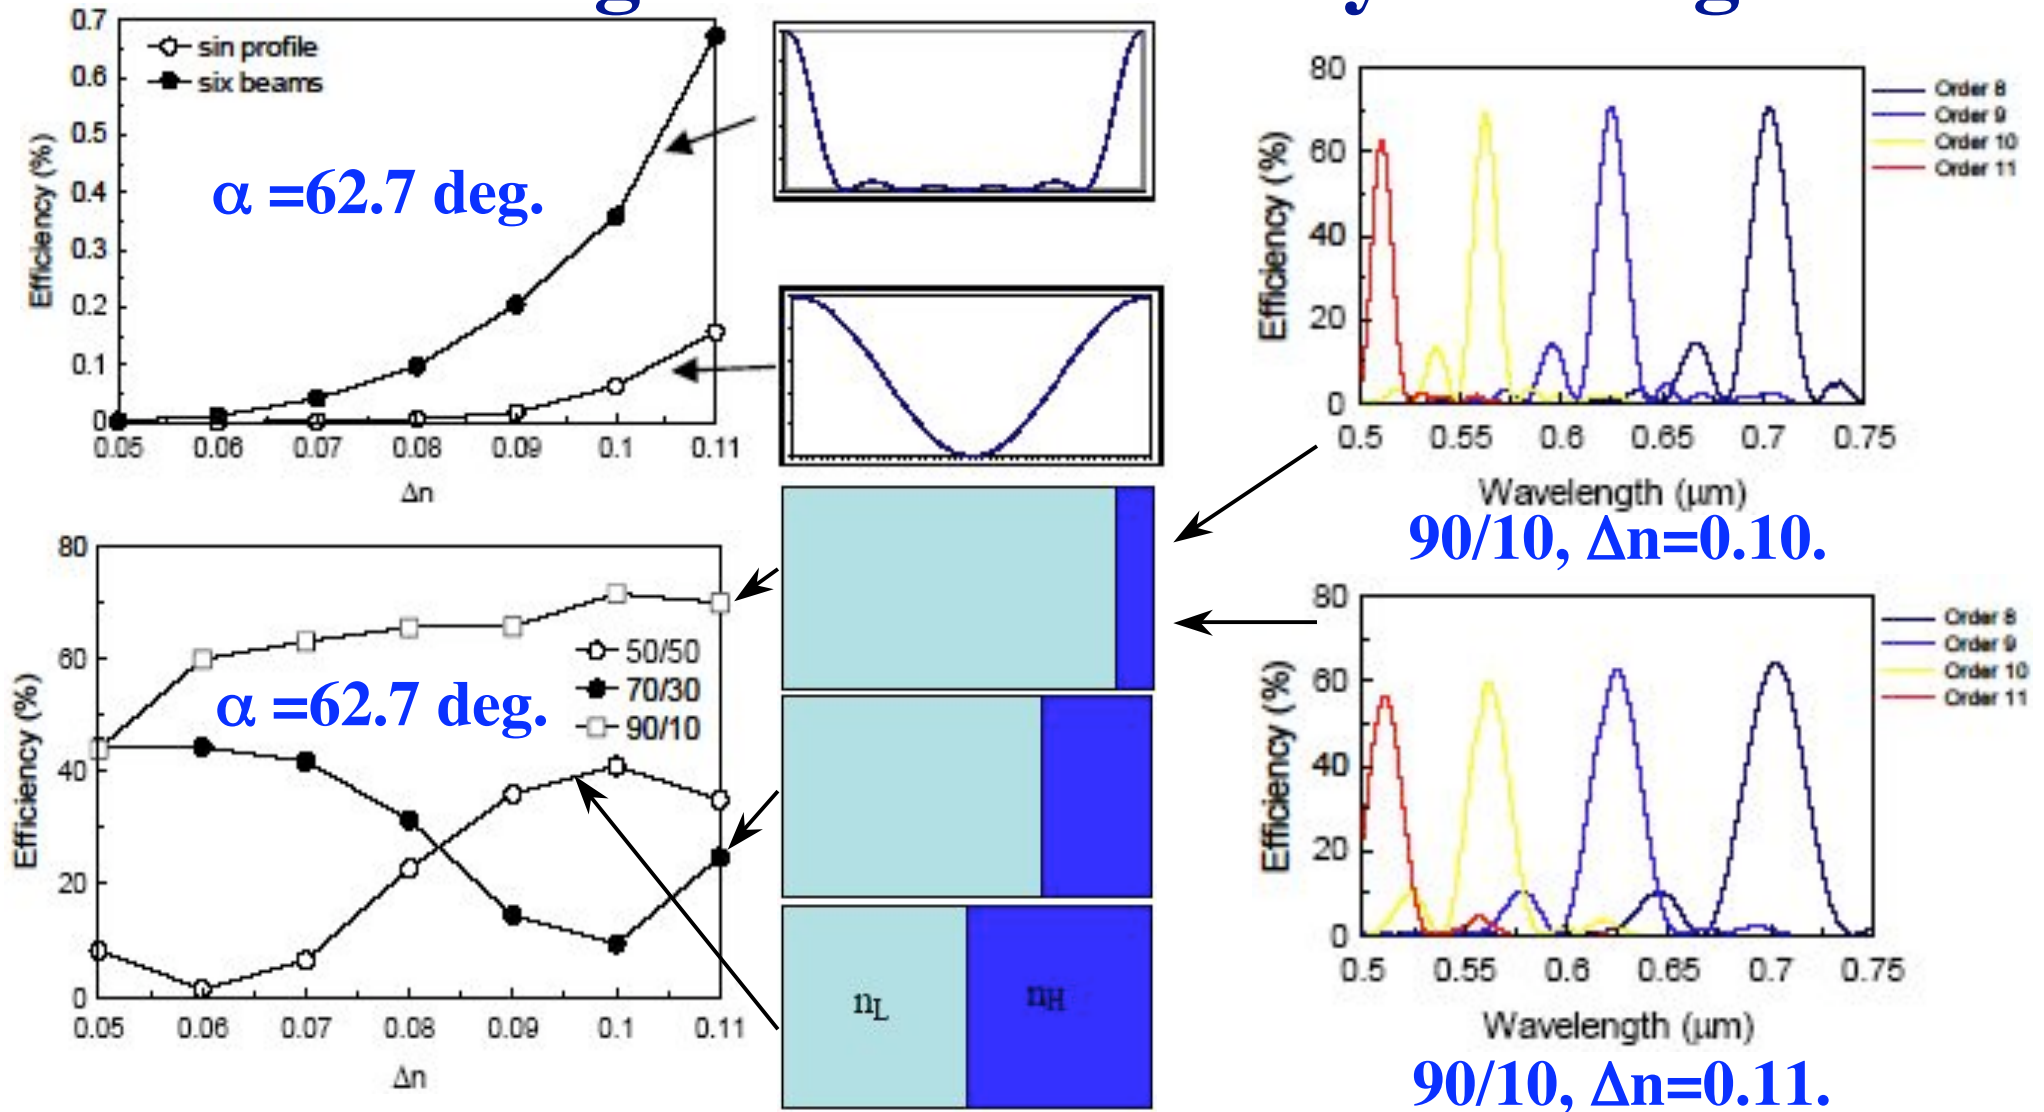 0.7
0.6
0.5
0.4
0.3
0.2
0.1
0
Efficiency (%)
sin profile
six beams
α =62.7 deg.
0.05 0.06 0.07 0.08 0.09 0.1 0.11
Δn
80
60
40
20
0
Efficiency (%)
Order 8
Order 9
Order 10
Order 11
0.5 0.55 0.6 0.65 0.7 0.75
Wavelength (μm)
90/10, Δn=0.10.
80
60
40
20
0
Efficiency (%)
α =62.7 deg.
50/50
70/30
90/10
0.05 0.06 0.07 0.08 0.09 0.1 0.11
Δn
nL nH
80
60
40
20
0
Efficiency (%)
Order 8
Order 9
Order 10
Order 11
0.5 0.55 0.6 0.65 0.7 0.75
Wavelength (μm)
90/10, Δn=0.11.